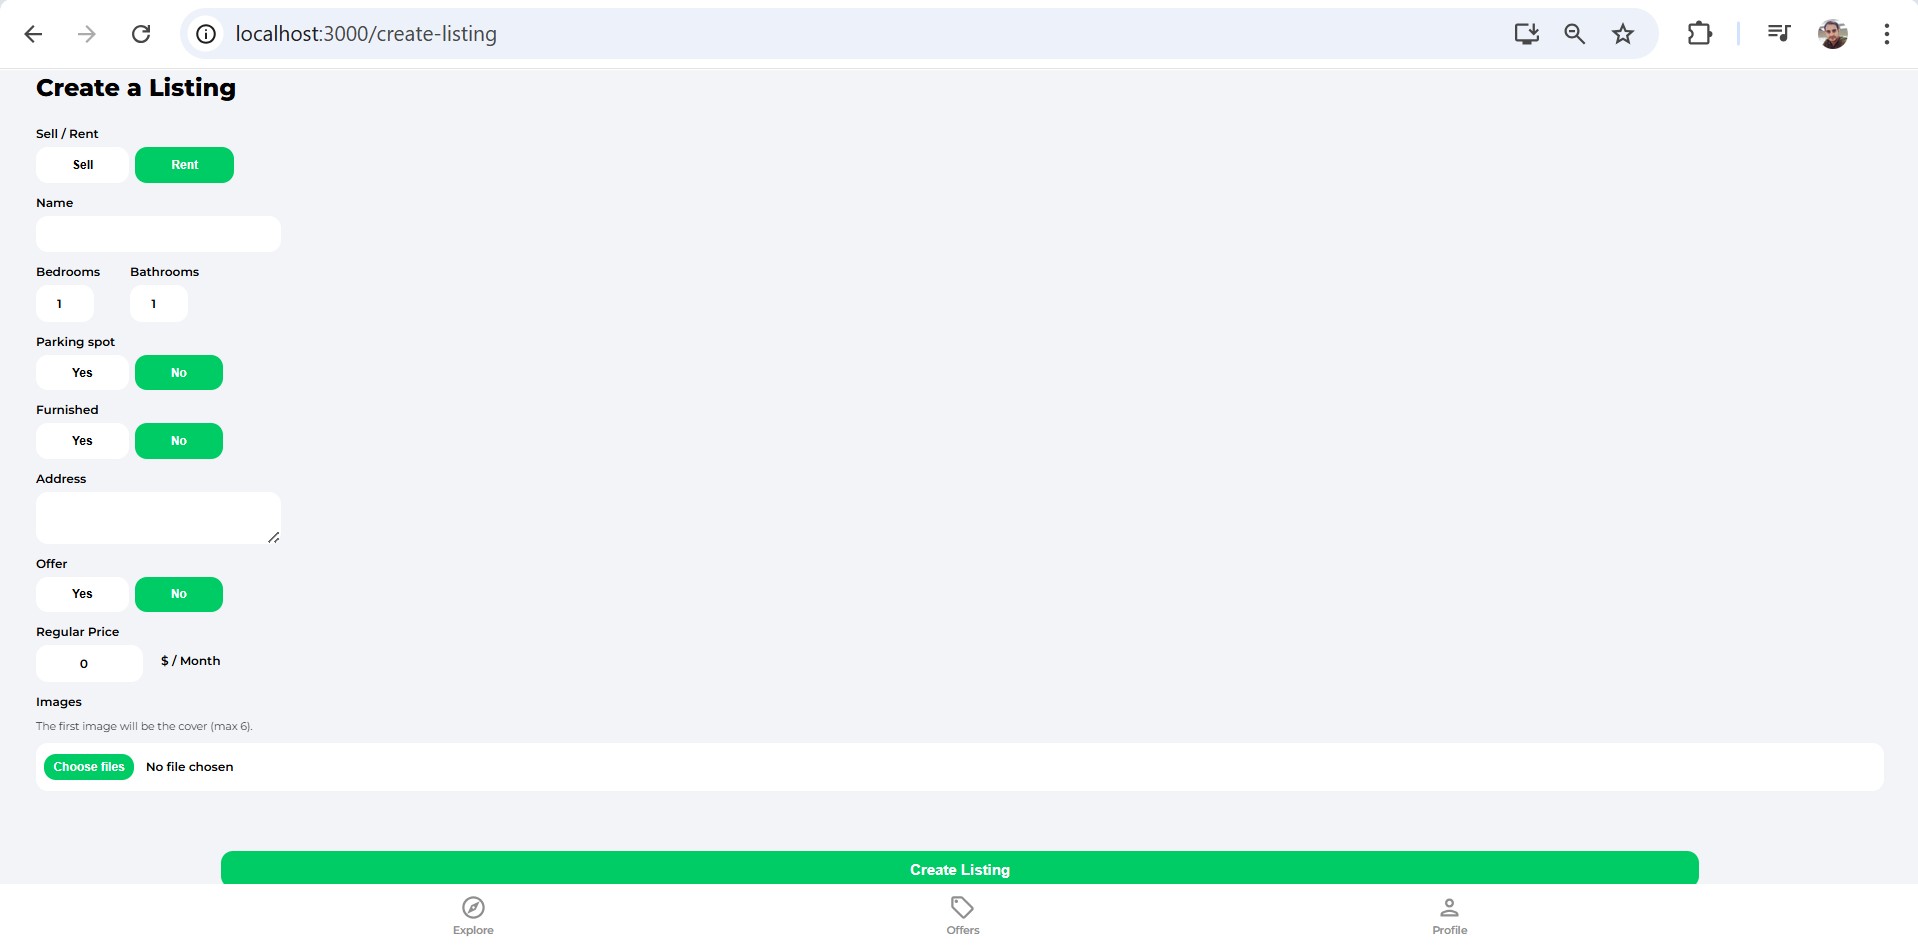 localhost:3000/create-listing
Create a Listing
Sell / Rent
Sell Rent
Name
Bedrooms Bathrooms
1 1
Parking spot
Yes No
Furnished
Yes No
Address
Offer
Yes No
Regular Price
0 $ / Month
Images
The first image will be the cover (max 6).
Choose files No file chosen
Create Listing
Explore Offers Profile